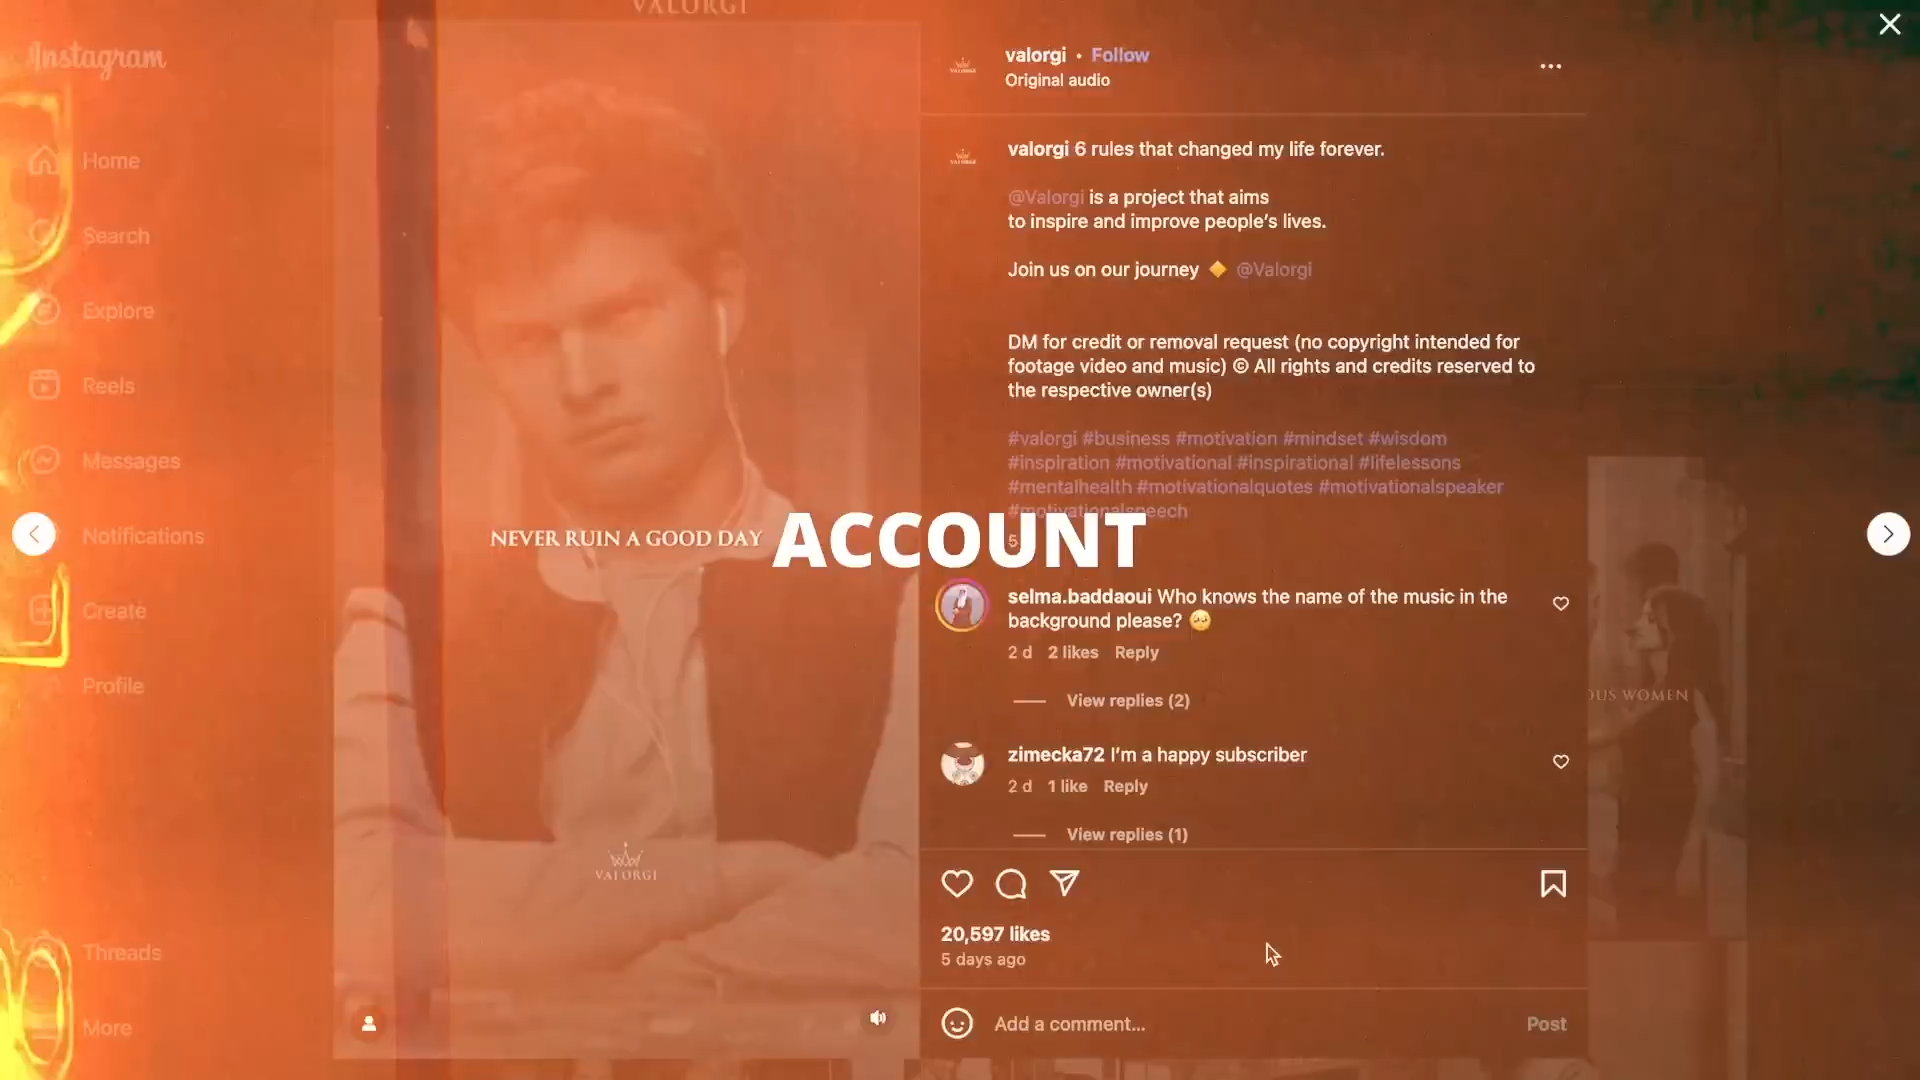 VALORGI
Instagram
Home
Search
Explore
Reels
Messages
Notifications
Create
Profile
Threads
More
NEVER RUIN A GOOD DAY
VALORGI
ACCOUNT
valorgi • Follow
Original audio
valorgi 6 rules that changed my life forever.
@Valorgi is a project that aims
to inspire and improve people’s lives.
Join us on our journey 🔸 @Valorgi
DM for credit or removal request (no copyright intended for
footage video and music) © All rights and credits reserved to
the respective owner(s)
#valorgi #business #motivation #mindset #wisdom
#inspiration #motivational #inspirational #lifelessons
#mentalhealth #motivationalquotes #motivationalspeaker
#motivationalspeech
5
selma.baddaoui Who knows the name of the music in the
background please? 🥺
2 d 2 likes Reply
View replies (2)
zimecka72 I’m a happy subscriber
2 d 1 like Reply
View replies (1)
20,597 likes
5 days ago
Add a comment...
Post
OUS WOMEN